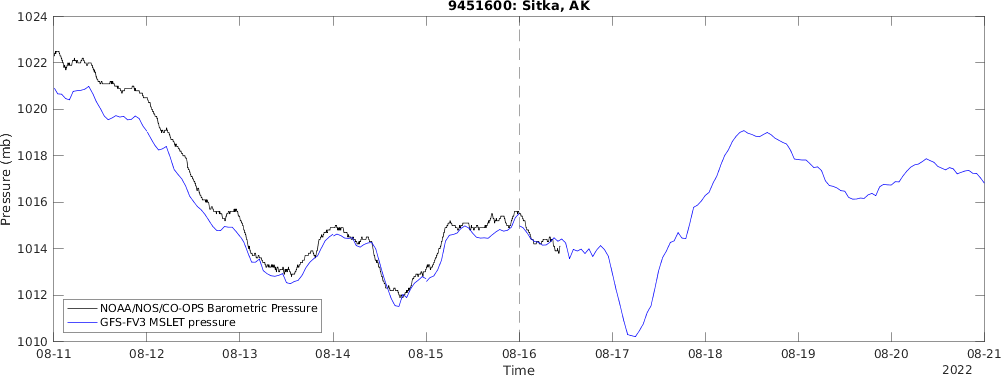 9451600: Sitka, AK
1024
1022
1020
1018
1016
1014
1012
1010
Pressure (mb)
NOAA/NOS/CO-OPS Barometric Pressure
GFS-FV3 MSLET pressure
08-11 08-12 08-13 08-14 08-15 08-16 08-17 08-18 08-19 08-20 08-21
Time
2022